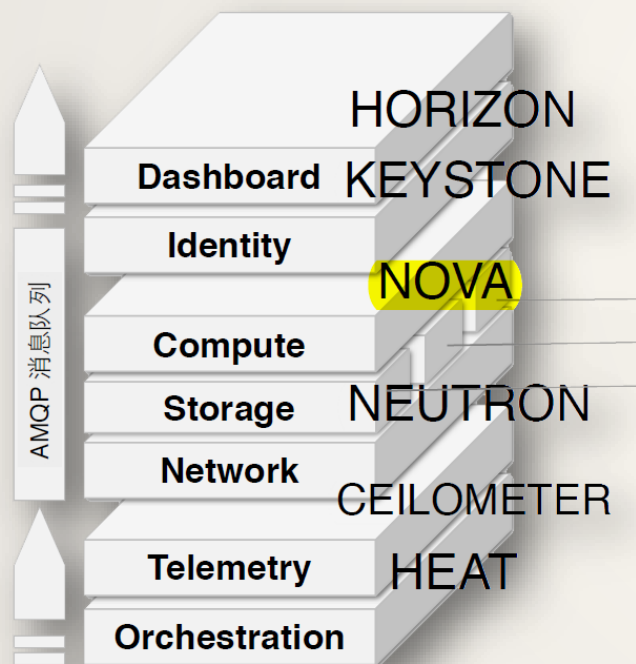 HORIZON
Dashboard KEYSTONE
Identity
NOVA
Compute
Storage NEUTRON
Network
CEILOMETER
Telemetry HEAT
Orchestration
AMQP 消息队列